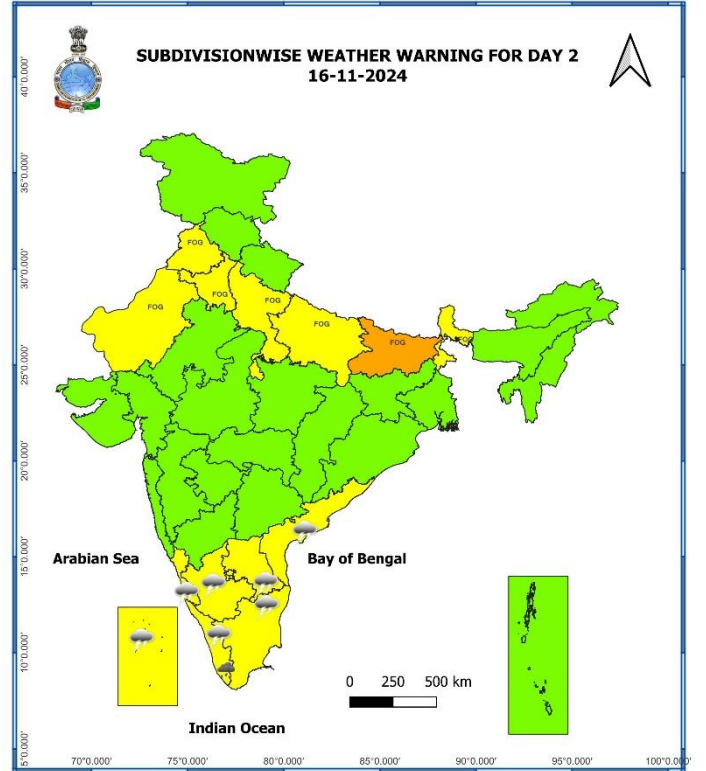 SUBDIVISIONWISE WEATHER WARNING FOR DAY 2
16-11-2024
40°0.000'
35°0.000'
30°0.000'
25°0.000'
20°0.000'
15°0.000'
10°0.000'
5°0.000'
FOG
FOG
FOG
FOG
FOG
FOG
FOG
Arabian Sea
Bay of Bengal
0 250 500 km
Indian Ocean
70°0.000' 75°0.000' 80°0.000' 85°0.000' 90°0.000' 95°0.000' 100°0.000'